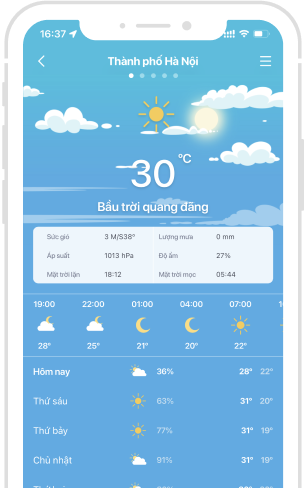 16:37
Thành phố Hà Nội
30 °C
Bầu trời quang đãng
Sức gió 3 M/S38° Lượng mưa 0 mm
Áp suất 1013 hPa Độ ẩm 27%
Mặt trời lặn 18:12 Mặt trời mọc 05:44
19:00 22:00 01:00 04:00 07:00
28° 25° 21° 20° 22°
Hôm nay 36% 28° 22°
Thứ sáu 63% 31° 20°
Thứ bảy 77% 31° 19°
Chủ nhật 91% 31° 19°